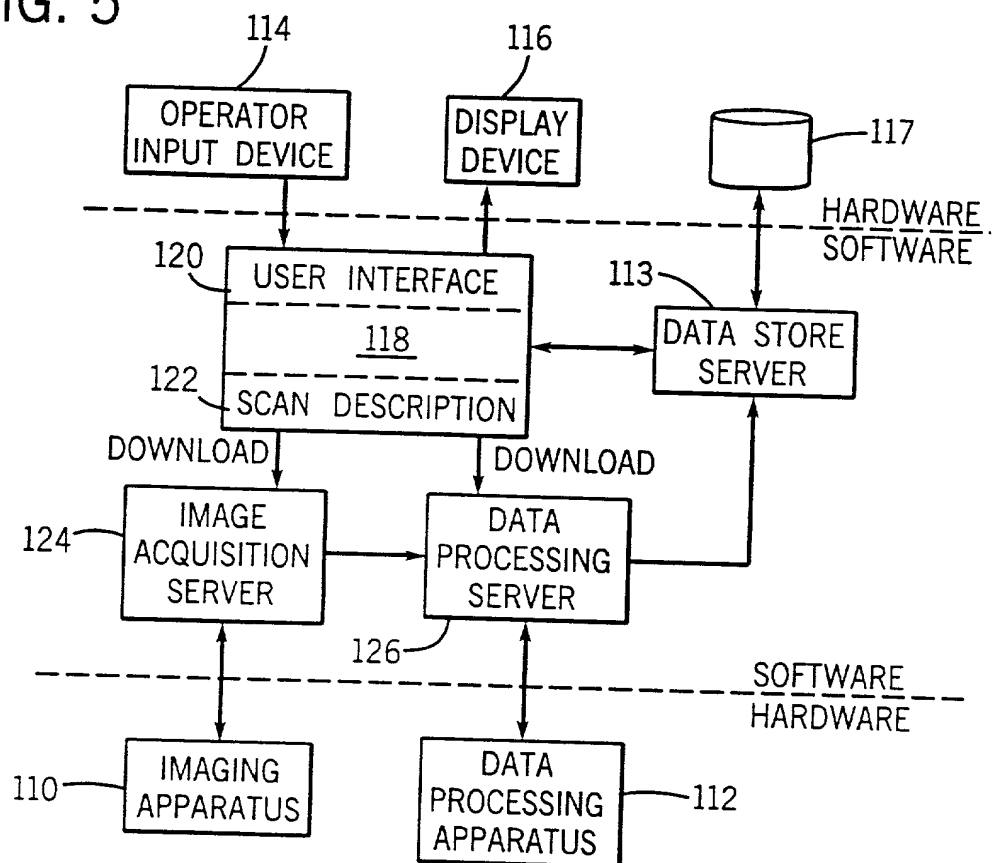 FIG. 5
114
116
OPERATOR
INPUT DEVICE
DISPLAY
DEVICE
117
HARDWARE
SOFTWARE
120
USER INTERFACE
113
118
DATA STORE
SERVER
122
SCAN DESCRIPTION
DOWNLOAD
DOWNLOAD
124
IMAGE
ACQUISITION
SERVER
DATA
PROCESSING
SERVER
126
SOFTWARE
HARDWARE
110
IMAGING
APPARATUS
DATA
PROCESSING
APPARATUS
112